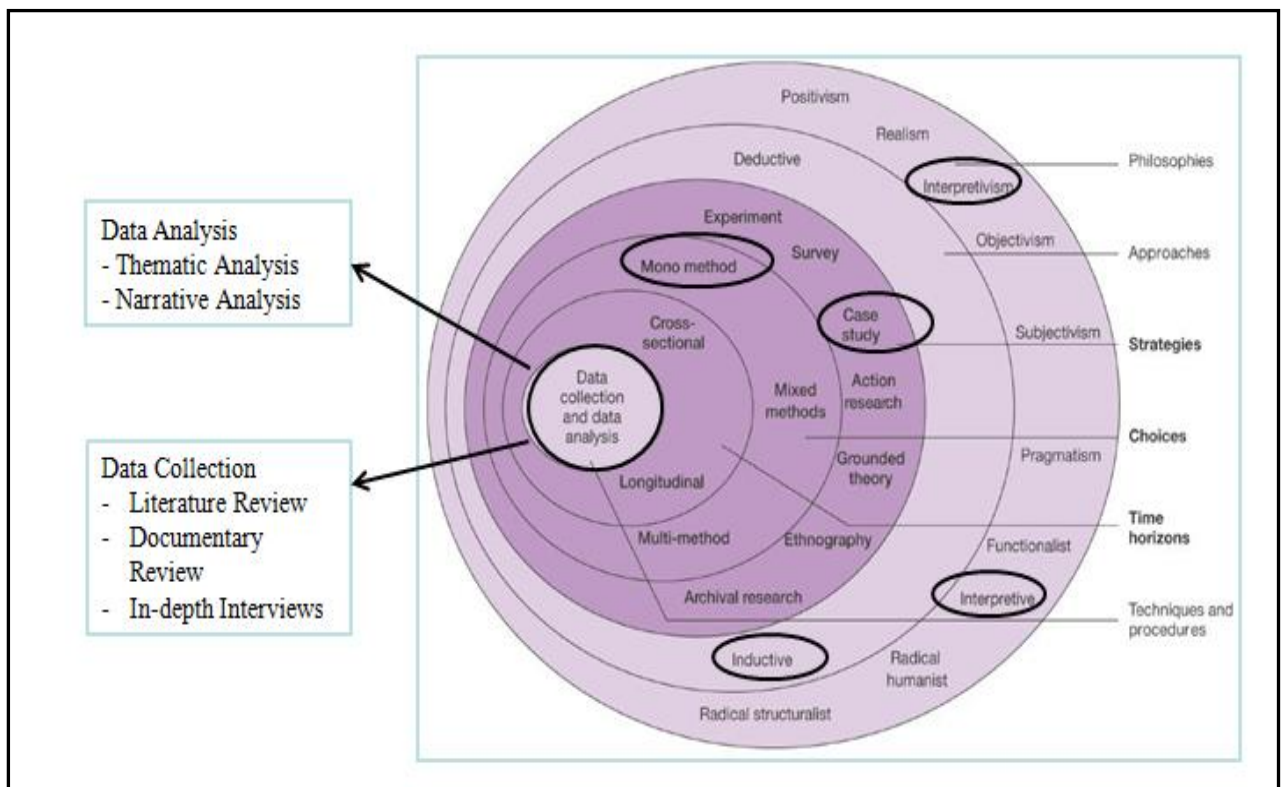 Data Analysis
- Thematic Analysis
- Narrative Analysis
Data Collection
- Literature Review
- Documentary
Review
- In-depth Interviews
Positivism
Realism
Interpretivism
Objectivism
Subjectivism
Pragmatism
Functionalist
Interpretive
Radical
humanist
Radical structuralist
Deductive
Inductive
Experiment
Survey
Case
study
Action
research
Grounded
theory
Ethnography
Archival research
Mono method
Mixed
methods
Multi-method
Cross-
sectional
Longitudinal
Data
collection
and data
analysis
Philosophies
Approaches
Strategies
Choices
Time
horizons
Techniques and
procedures